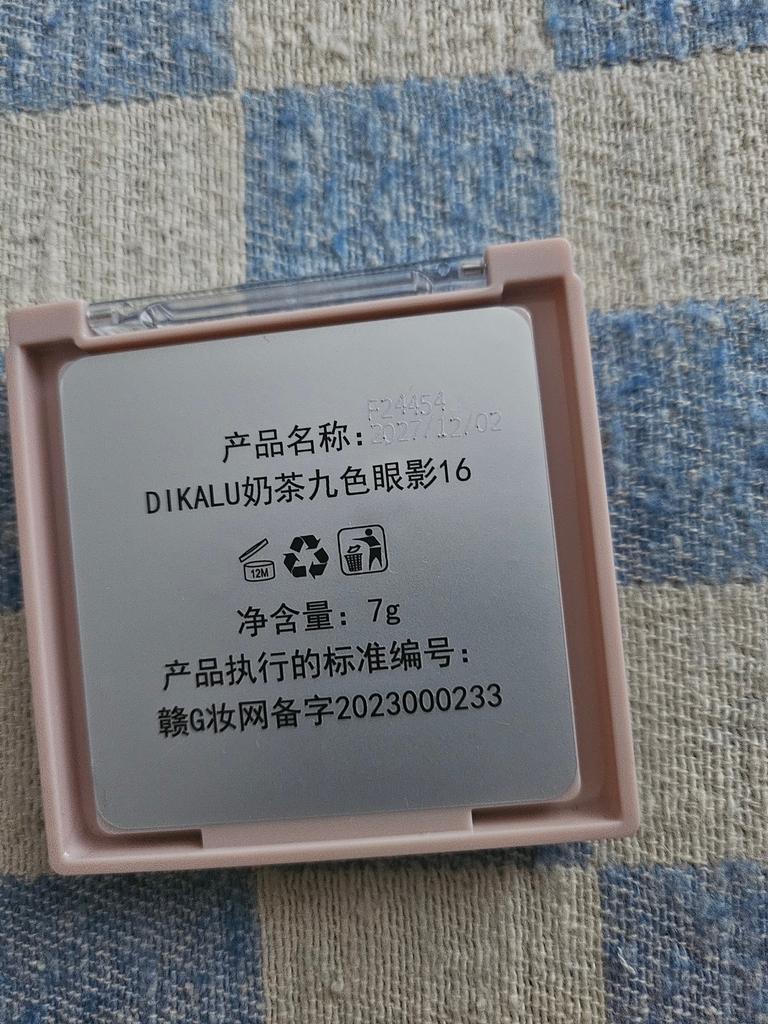 F24454
2027/12/02
产品名称：
DIKALU奶茶九色眼影16
12M
净含量：7g
产品执行的标准编号：
赣G妆网备字2023000233